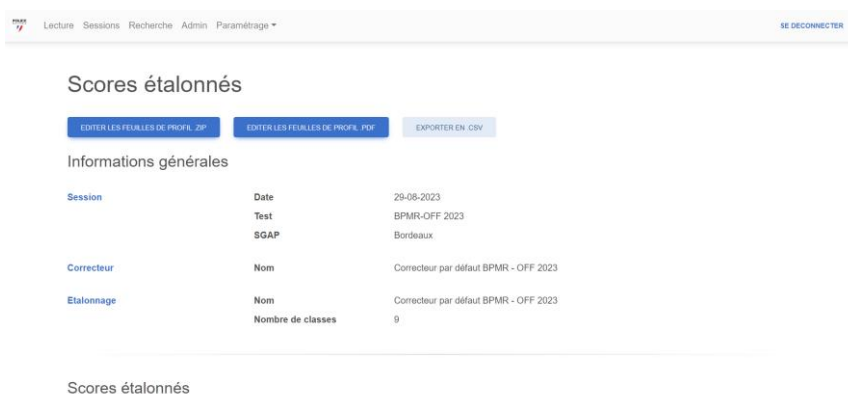 Lecture Sessions Recherche Admin Paramétrage SE DECONNECTER
Scores étalonnés
EDITER LES FEUILLES DE PROFIL .ZIP EDITER LES FEUILLES DE PROFIL .PDF EXPORTER EN .CSV
Informations générales
Session Date 29-08-2023
Test BPMR-OFF 2023
SGAP Bordeaux
Correcteur Nom Correcteur par défaut BPMR - OFF 2023
Etalonnage Nom Correcteur par défaut BPMR - OFF 2023
Nombre de classes 9
Scores étalonnés